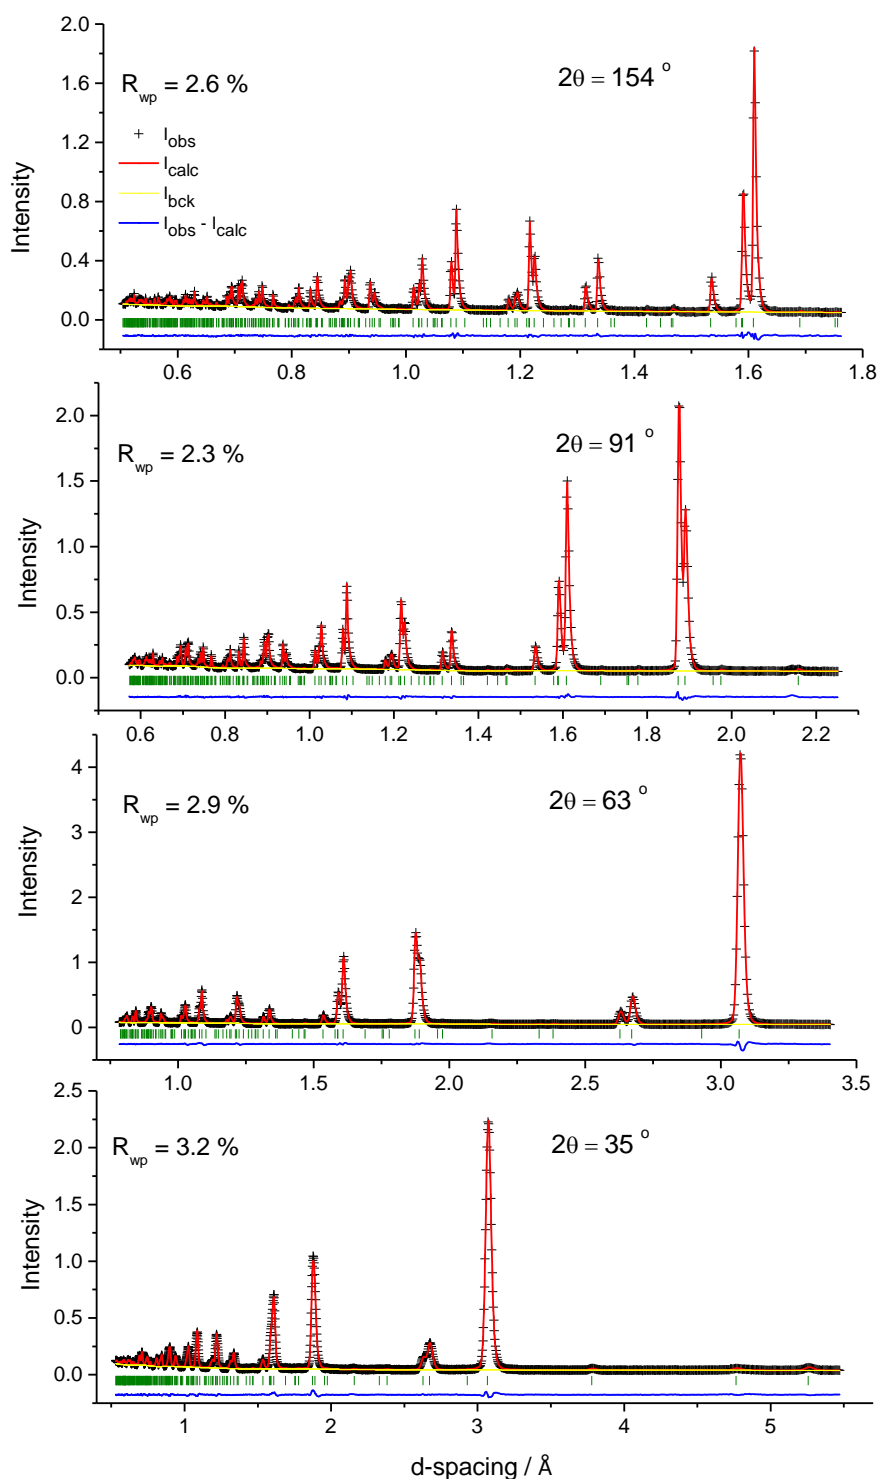 2.0
R_wp = 2.6 %
2θ = 154 °
1.6
I_obs
I_calc
1.2
I_bck
I_obs - I_calc
0.8
0.4
0.0
Intensity
0.6 0.8 1.0 1.2 1.4 1.6 1.8
2.0
R_wp = 2.3 %
2θ = 91 °
1.5
1.0
0.5
0.0
Intensity
0.6 0.8 1.0 1.2 1.4 1.6 1.8 2.0 2.2
4
R_wp = 2.9 %
2θ = 63 °
3
2
1
0
Intensity
1.0 1.5 2.0 2.5 3.0 3.5
2.5
R_wp = 3.2 %
2θ = 35 °
2.0
1.5
1.0
0.5
0.0
Intensity
1 2 3 4 5
d-spacing / Å